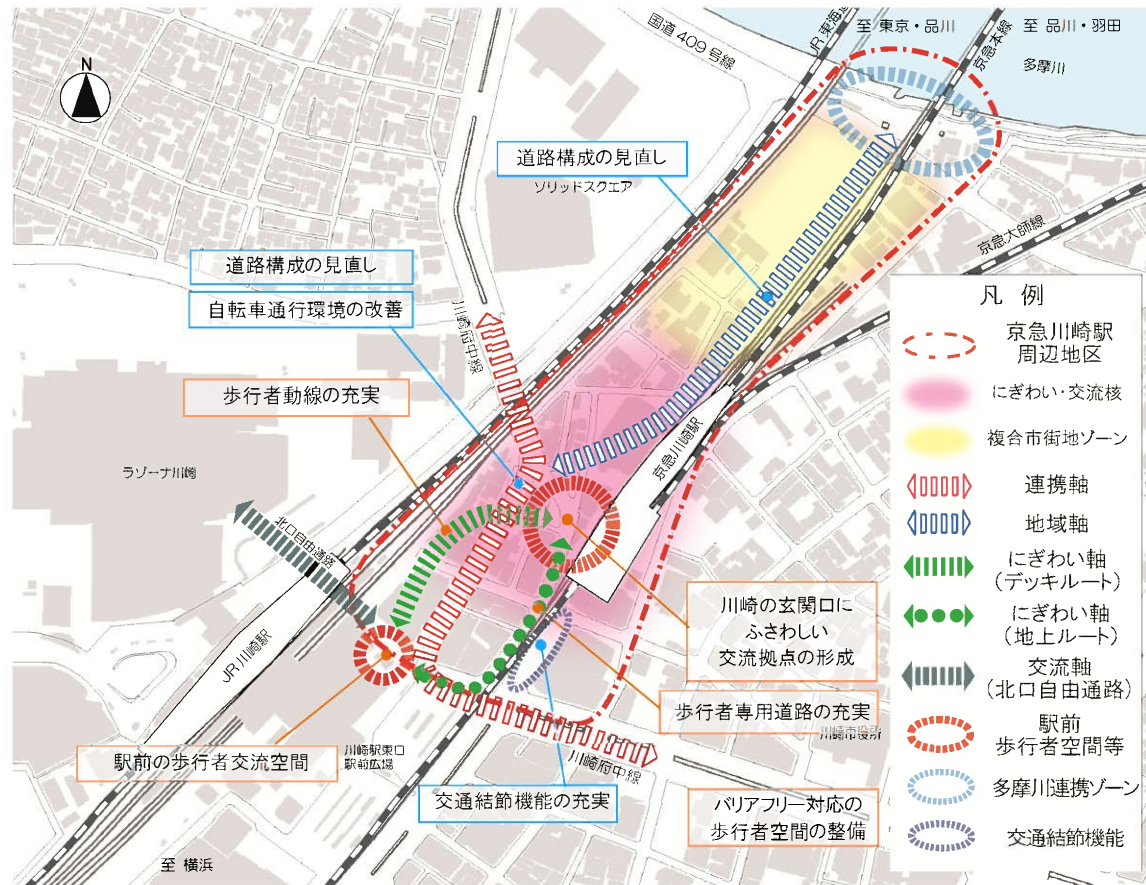 N
国道409号線
JR東海道
至 東京・品川
京急本線
至 品川・羽田
多摩川
道路構成の見直し
ソリッドスクエア
京急大師線
道路構成の見直し
自転車通行環境の改善
川崎府中線
歩行者動線の充実
京急川崎駅
ラゾーナ川崎
北口自由通路
JR川崎駅
川崎の玄関口に
ふさわしい
交流拠点の形成
歩行者専用道路の充実
川崎市役所
駅前の歩行者交流空間
川崎駅東口
駅前広場
川崎府中線
交通結節機能の充実
バリアフリー対応の
歩行者空間の整備
至 横浜
凡 例
京急川崎駅
周辺地区
にぎわい・交流核
複合市街地ゾーン
連携軸
地域軸
にぎわい軸
(デッキルート)
にぎわい軸
(地上ルート)
交流軸
(北口自由通路)
駅前
歩行者空間等
多摩川連携ゾーン
交通結節機能